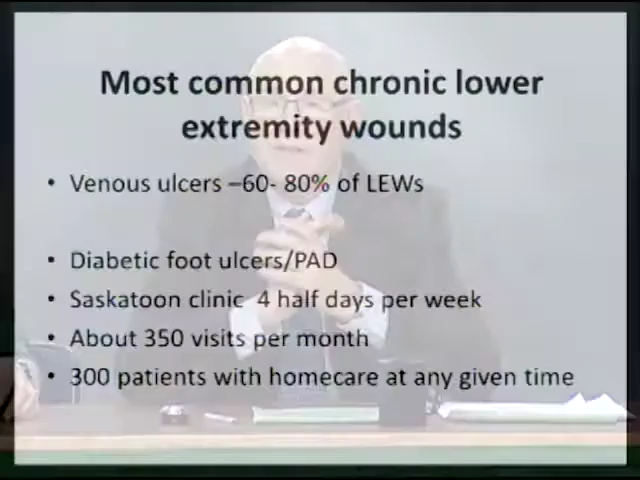 Most common chronic lower
extremity wounds
• Venous ulcers –60- 80% of LEWs
• Diabetic foot ulcers/PAD
• Saskatoon clinic 4 half days per week
• About 350 visits per month
• 300 patients with homecare at any given time